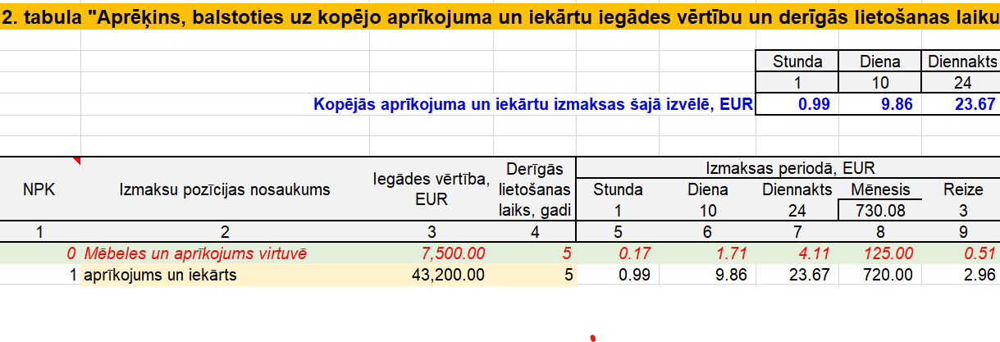 2. tabula "Aprēķins, balstoties uz kopējo aprīkojuma un iekārtu iegādes vērtību un derīgās lietošanas laiku
Stunda Diena Diennakts
1 10 24
Kopējās aprīkojuma un iekārtu izmaksas šajā izvēlē, EUR 0.99 9.86 23.67
NPK Izmaksu pozīcijas nosaukums Iegādes vērtība, EUR Derīgās lietošanas laiks, gadi Izmaksas periodā, EUR
Stunda Diena Diennakts Mēnesis Reize
1 10 24 730.08 3
1 2 3 4 5 6 7 8 9
0 Mēbeles un aprīkojums virtuvē 7,500.00 5 0.17 1.71 4.11 125.00 0.51
1 aprīkojums un iekārts 43,200.00 5 0.99 9.86 23.67 720.00 2.96